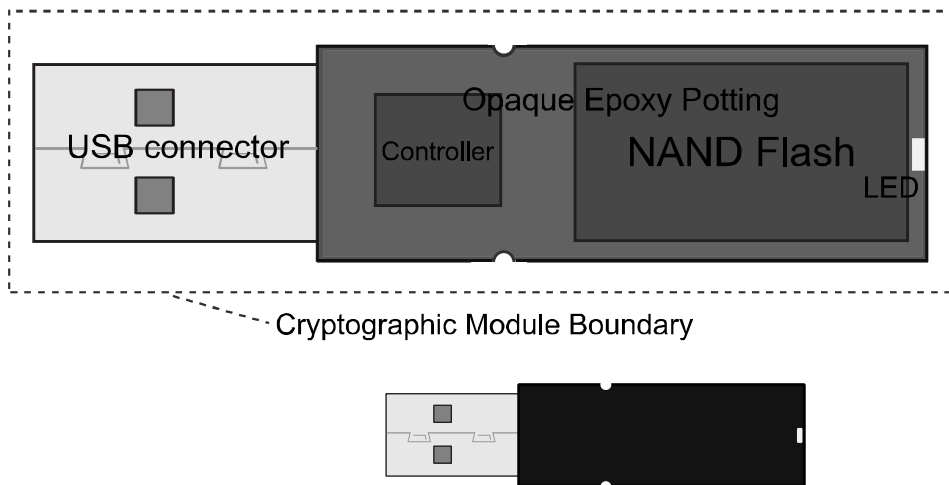 Opaque Epoxy Potting
USB connector
Controller
NAND Flash
LED
Cryptographic Module Boundary